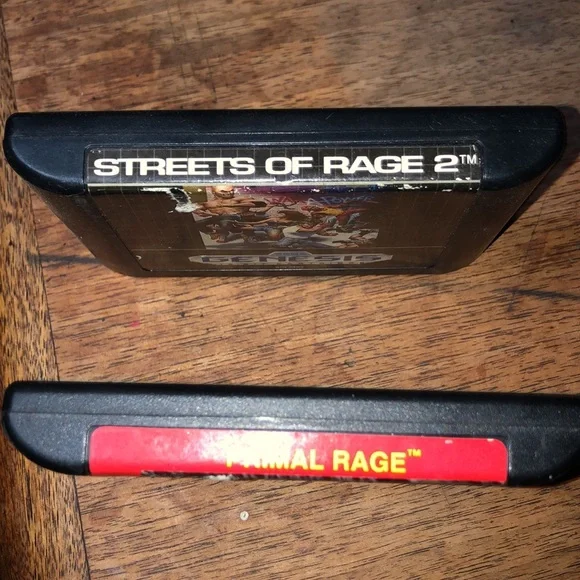 STREETS OF RAGE 2™
GENESIS
PRIMAL RAGE™